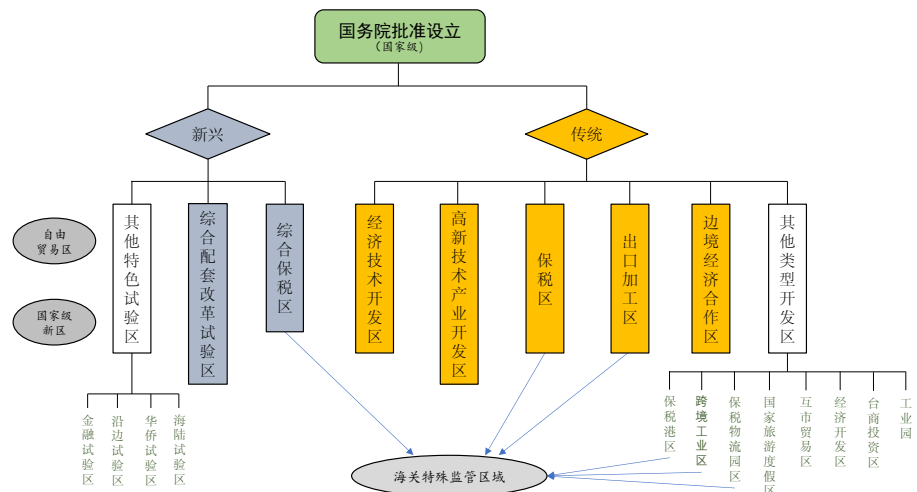 国务院批准设立
（国家级）
新兴
传统
自由
贸易区
国家级
新区
其他特色试验区
综合配套改革试验区
综合保税区
经济技术开发区
高新技术产业开发区
保税区
出口加工区
边境经济合作区
其他类型开发区
金融试验区
沿边试验区
华侨试验区
海陆试验区
保税港区
跨境工业区
保税物流园区
国家旅游度假区
互市贸易区
经济开发区
台商投资区
工业园
海关特殊监管区域